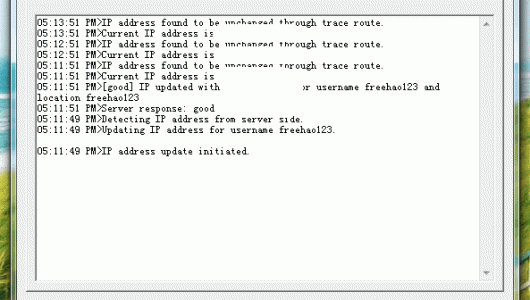 05:13:51 PM>IP address found to be unchanged through trace route.
05:13:51 PM>Current IP address is
05:12:51 PM>IP address found to be unchanged through trace route.
05:12:51 PM>Current IP address is
05:11:51 PM>IP address found to be unchanged through trace route.
05:11:51 PM>Current IP address is
05:11:51 PM>[good] IP updated with or username freehao123 and
location freehao123
05:11:51 PM>Server response: good
05:11:49 PM>Detecting IP address from server side.
05:11:49 PM>Updating IP address for username freehao123.
05:11:49 PM>IP address update initiated.